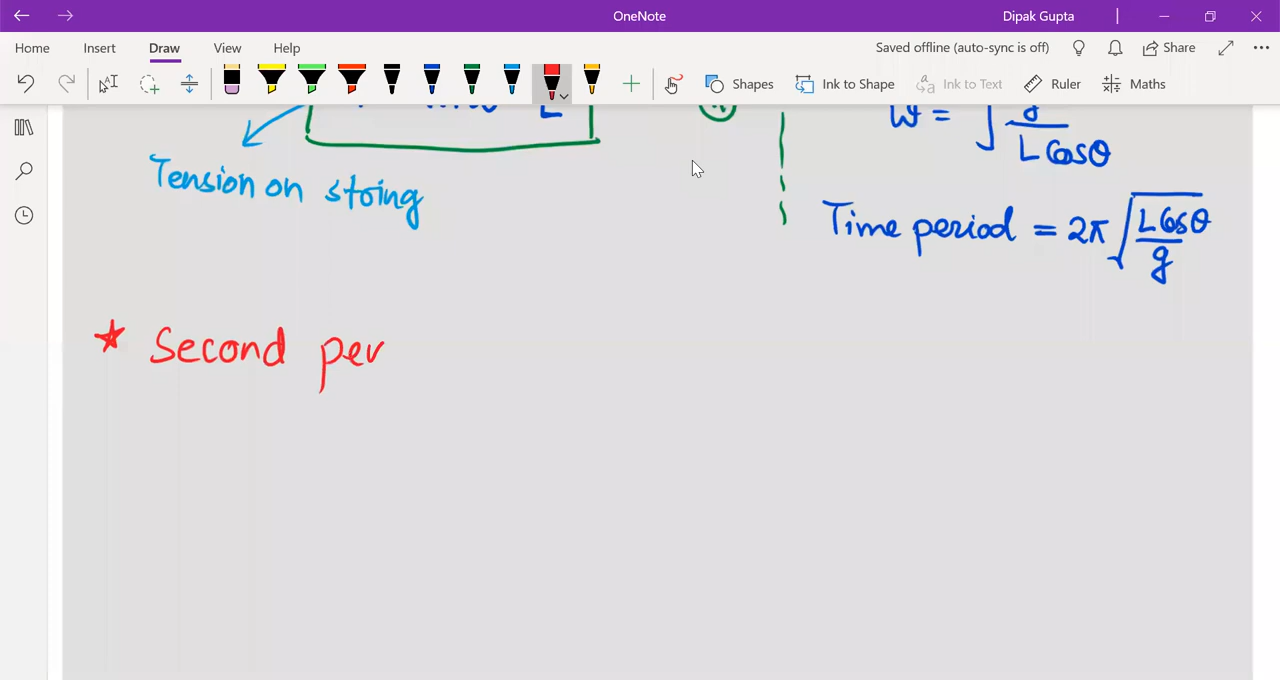 OneNote
Dipak Gupta
Home Insert Draw View Help
Saved offline (auto-sync is off) Share
Shapes Ink to Shape Ink to Text Ruler Maths
L
ω =
L Cosθ
Tension on string
Time period = 2π √ L Cosθ
g
★ Second per